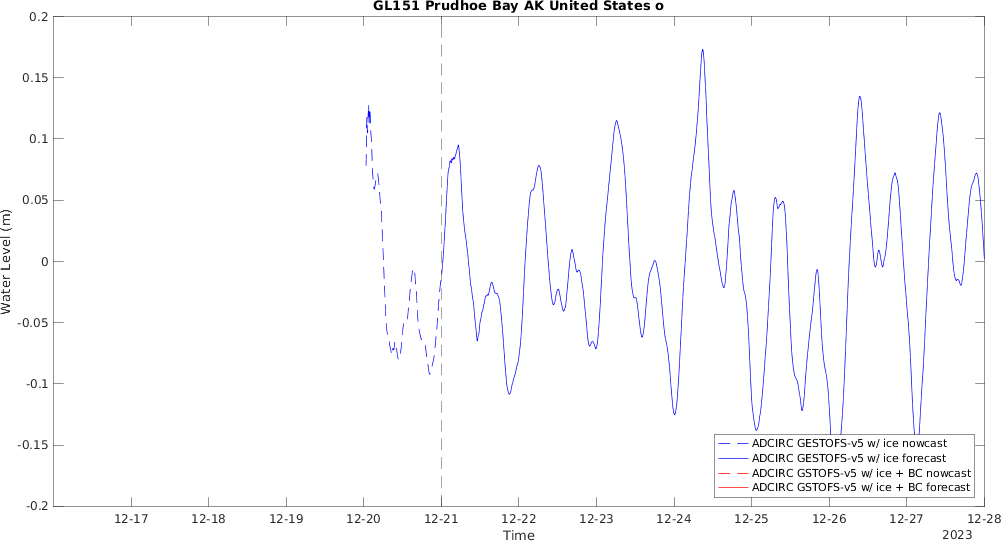 GL151 Prudhoe Bay AK United States o
0.2
0.15
0.1
0.05
0
-0.05
-0.1
-0.15
-0.2
Water Level (m)
ADCIRC GESTOFS-v5 w/ ice nowcast
ADCIRC GESTOFS-v5 w/ ice forecast
ADCIRC GSTOFS-v5 w/ ice + BC nowcast
ADCIRC GSTOFS-v5 w/ ice + BC forecast
12-17 12-18 12-19 12-20 12-21 12-22 12-23 12-24 12-25 12-26 12-27 12-28
Time
2023